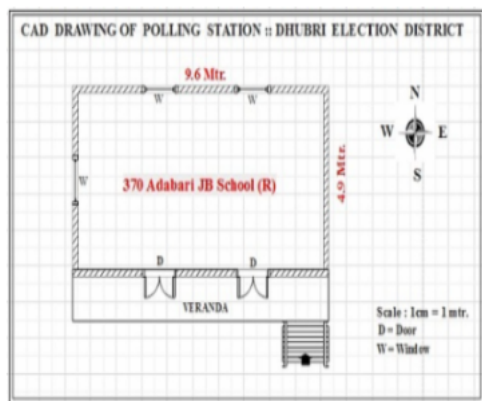 CAD DRAWING OF POLLING STATION :: DHUBRI ELECTION DISTRICT
9.6 Mtr.
W W
N
W E
S
W
370 Adabari JB School (R)
4.9 Mtr.
D D
VERANDA
Scale : 1cm = 1 mtr.
D = Door
W = Window